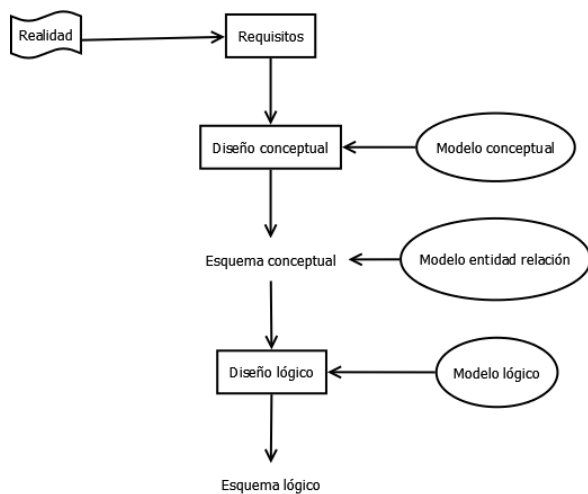 Realidad
Requisitos
Diseño conceptual
Modelo conceptual
Esquema conceptual
Modelo entidad relación
Diseño lógico
Modelo lógico
Esquema lógico